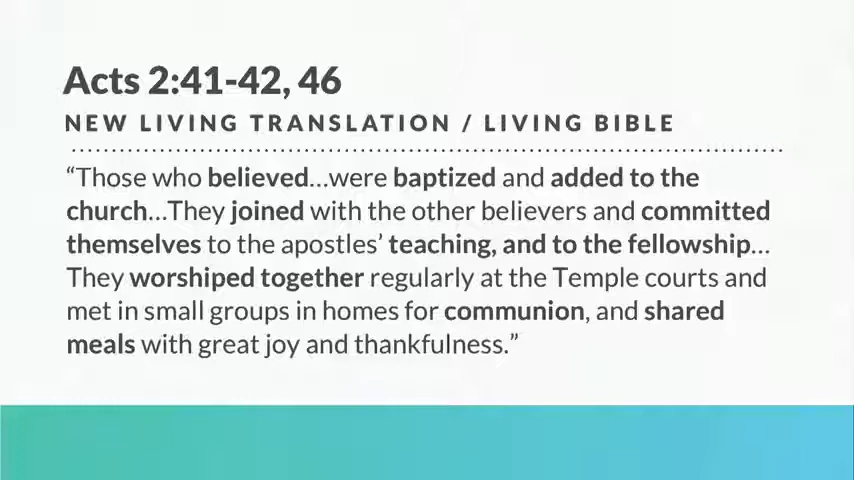 Acts 2:41-42, 46
NEW LIVING TRANSLATION / LIVING BIBLE
“Those who believed...were baptized and added to the
church...They joined with the other believers and committed
themselves to the apostles’ teaching, and to the fellowship...
They worshiped together regularly at the Temple courts and
met in small groups in homes for communion, and shared
meals with great joy and thankfulness.”